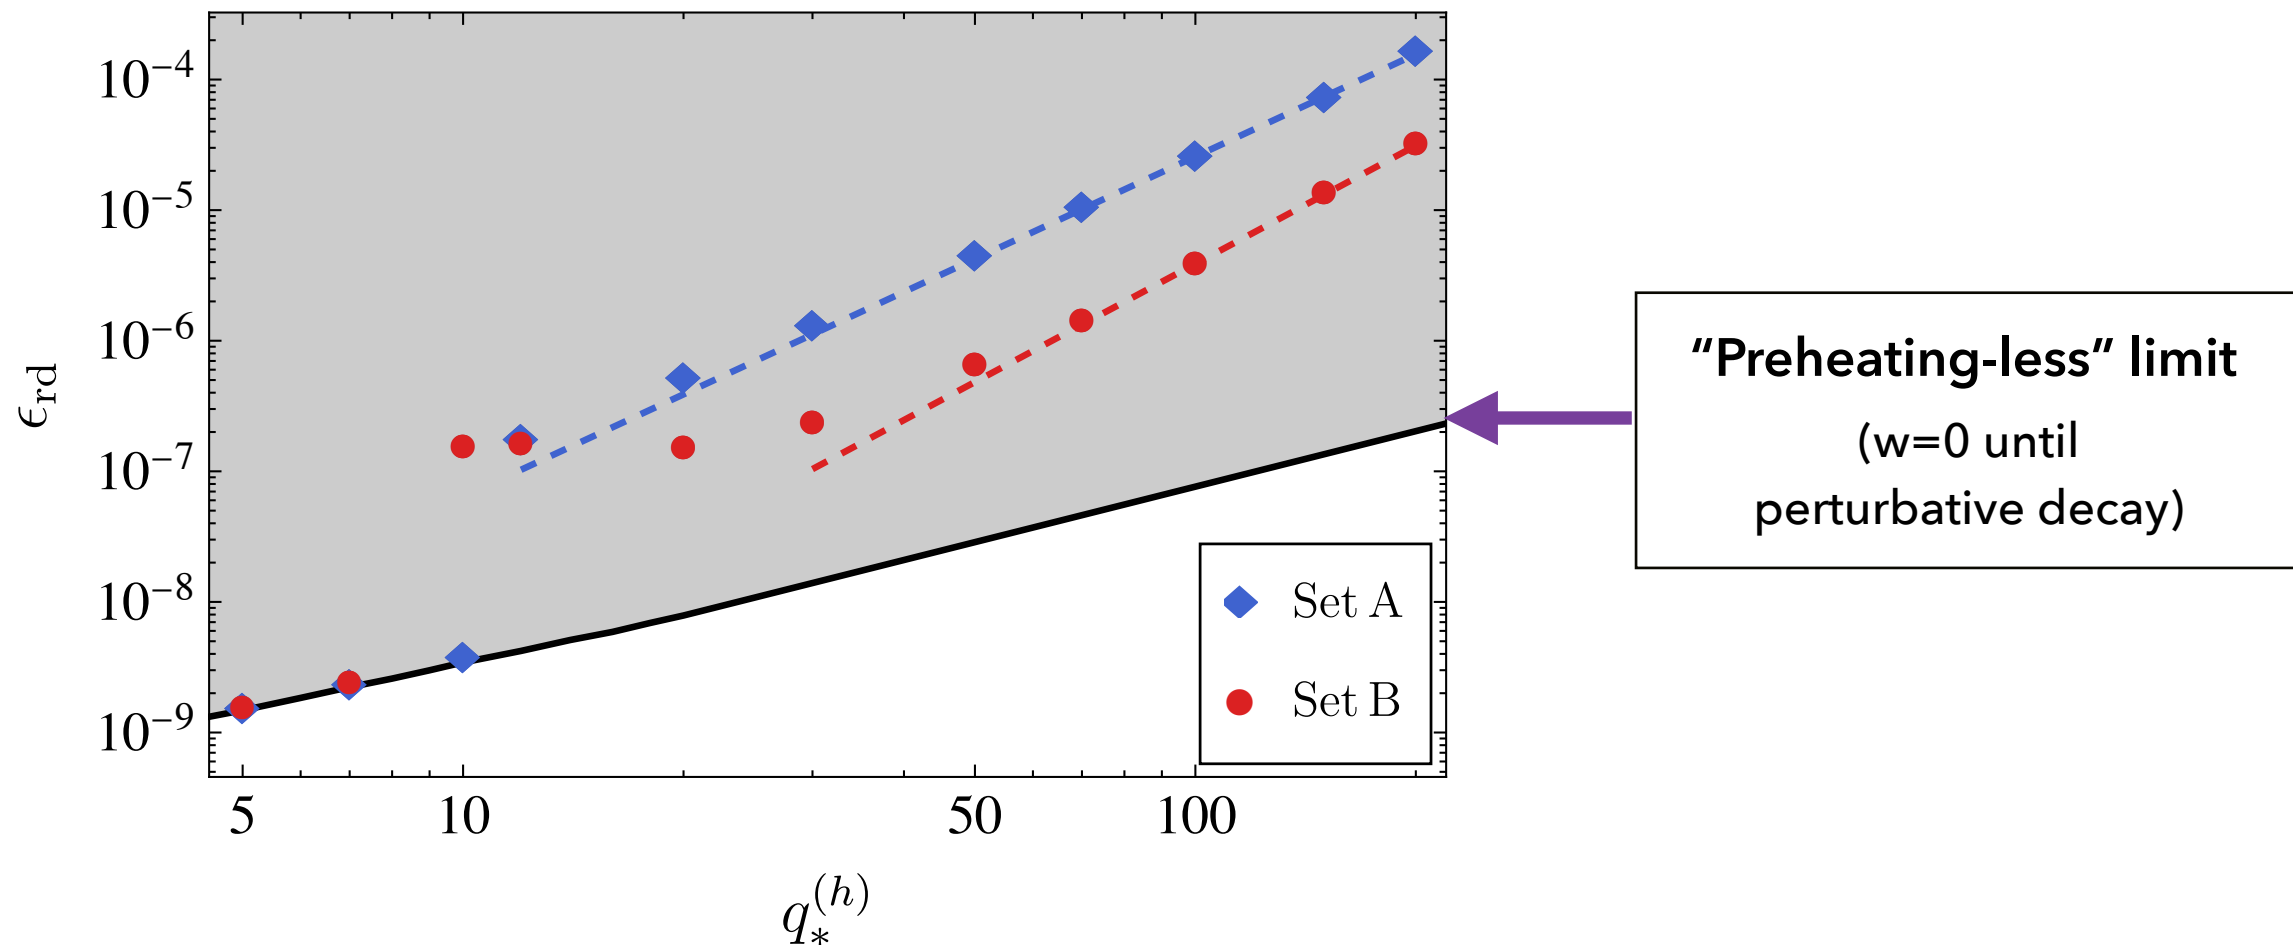 10⁻⁴
10⁻⁵
10⁻⁶
10⁻⁷
10⁻⁸
10⁻⁹
ϵ_rd
5 10 50 100
q_*^(h)
Set A
Set B
“Preheating-less” limit
(w=0 until
perturbative decay)